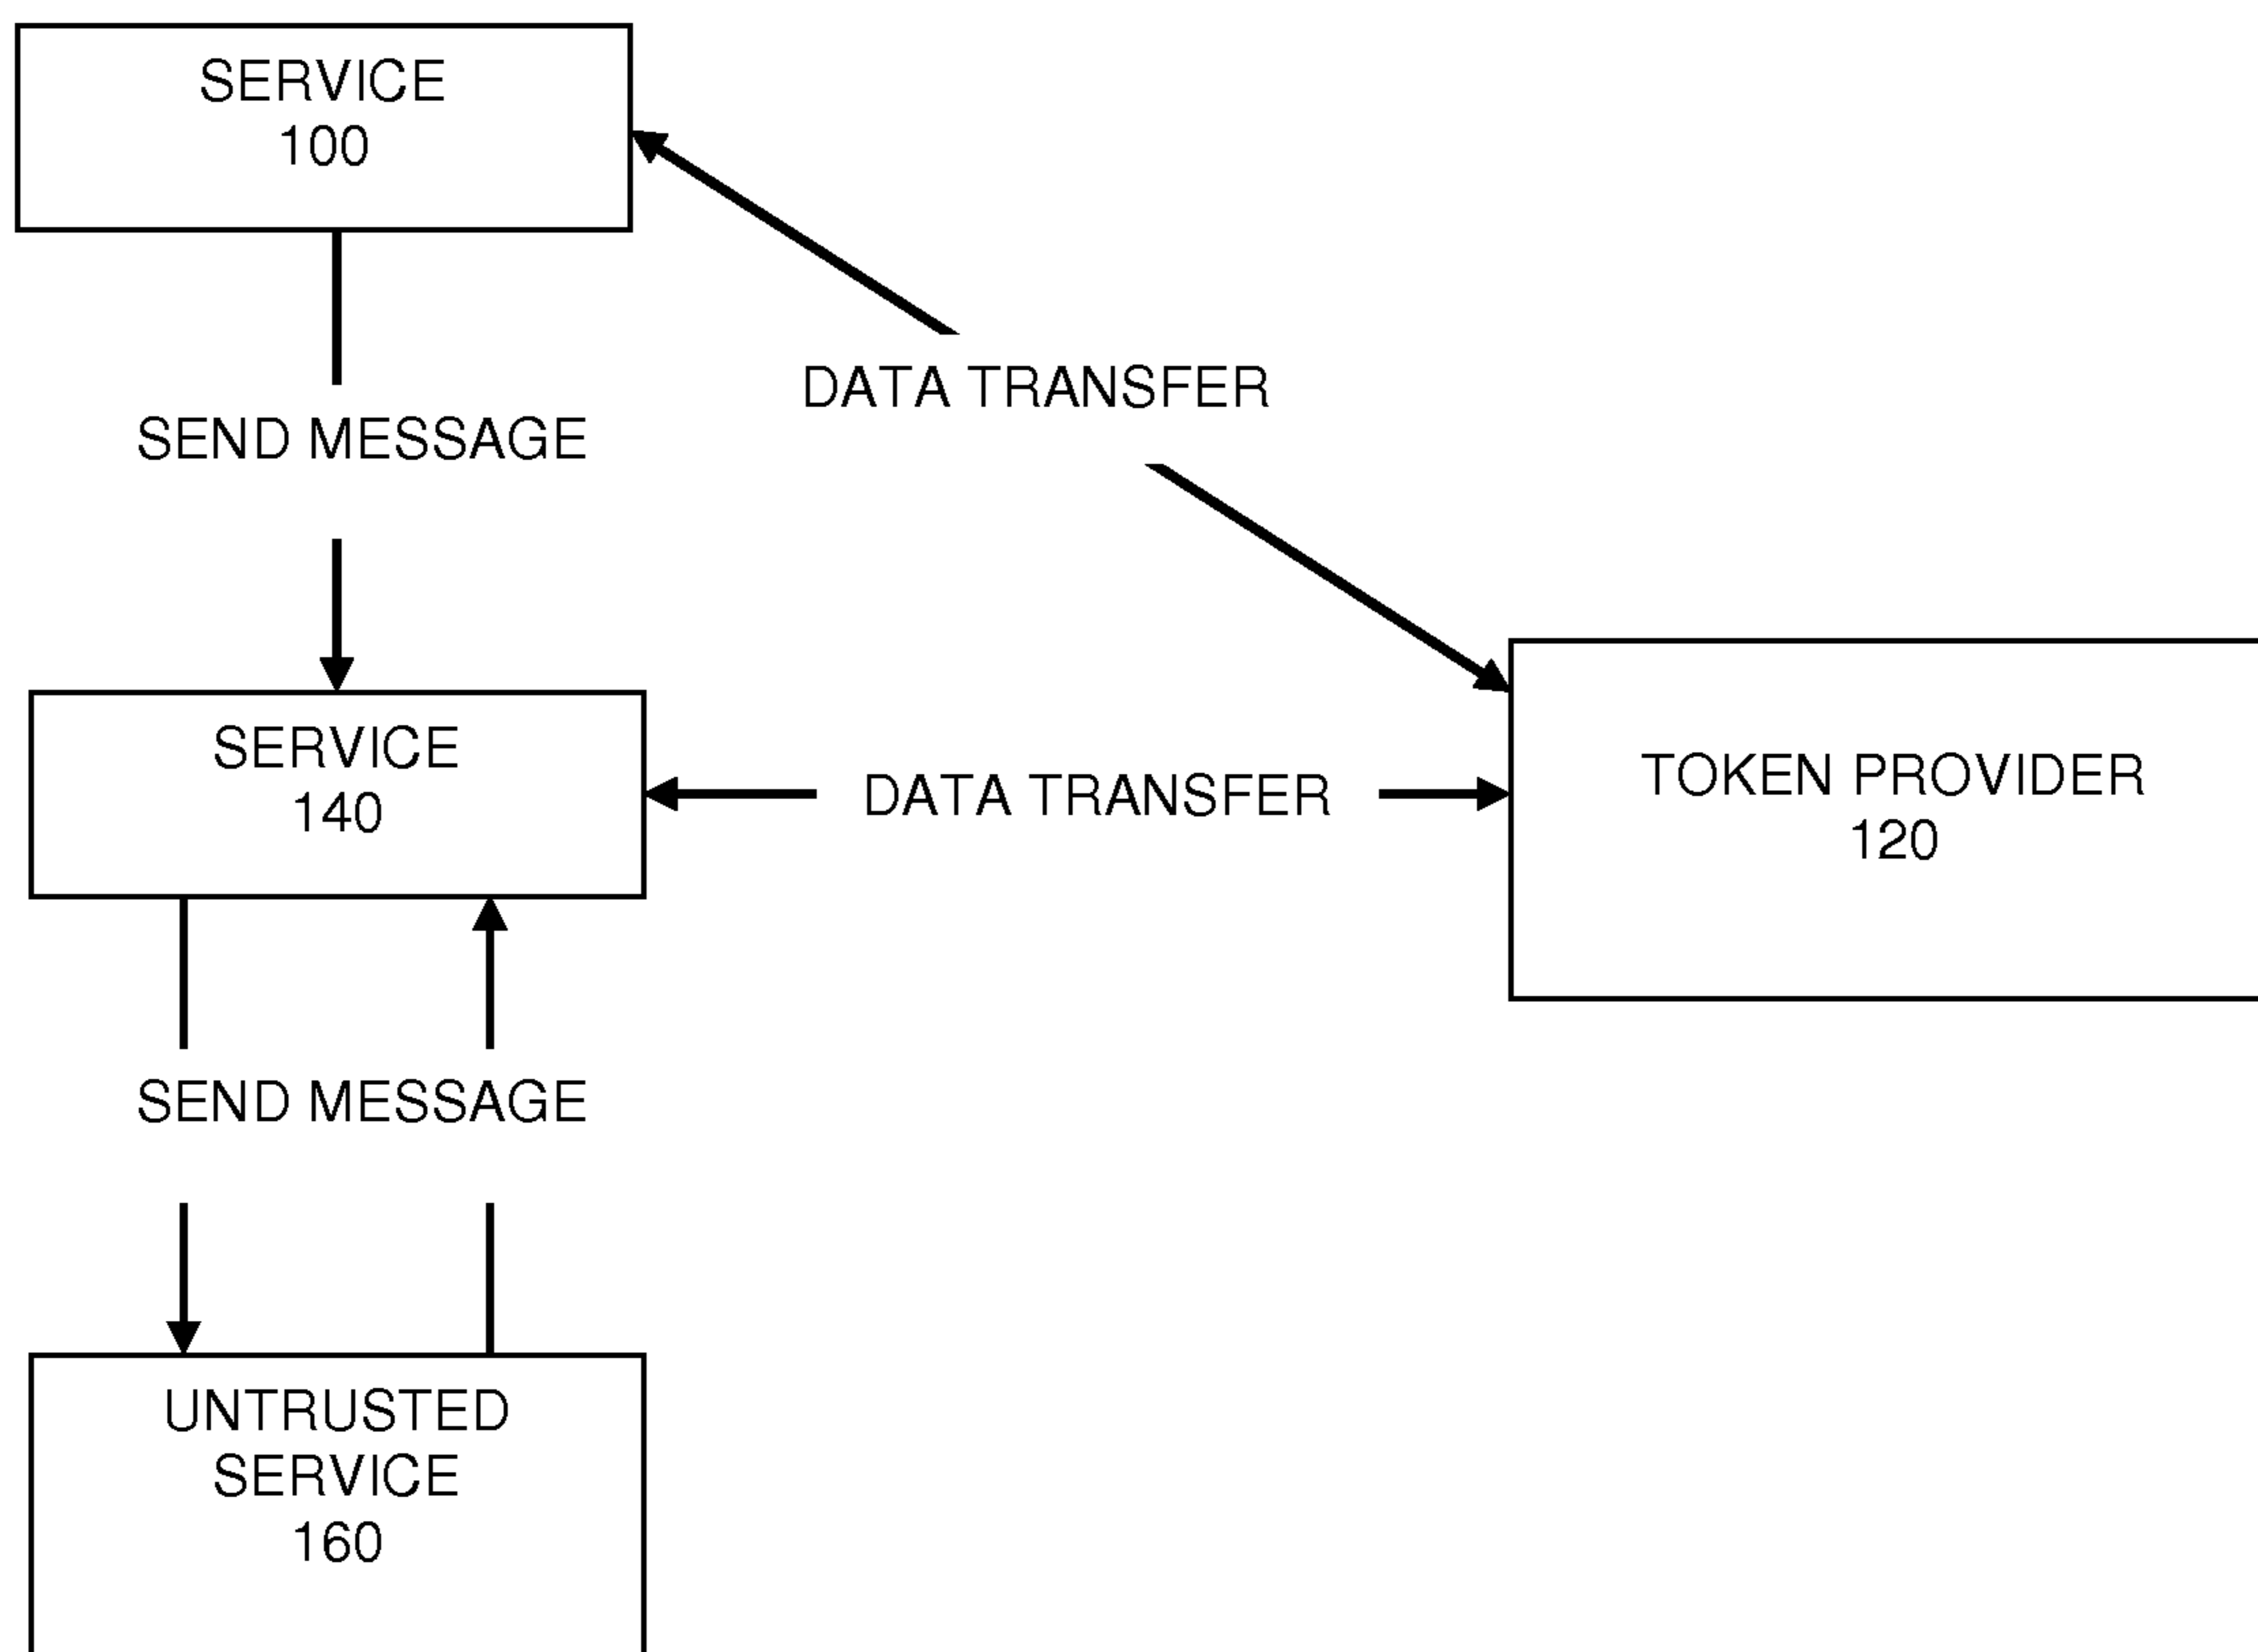 SERVICE
100
SEND MESSAGE
DATA TRANSFER
SERVICE
140
DATA TRANSFER
TOKEN PROVIDER
120
SEND MESSAGE
UNTRUSTED
SERVICE
160